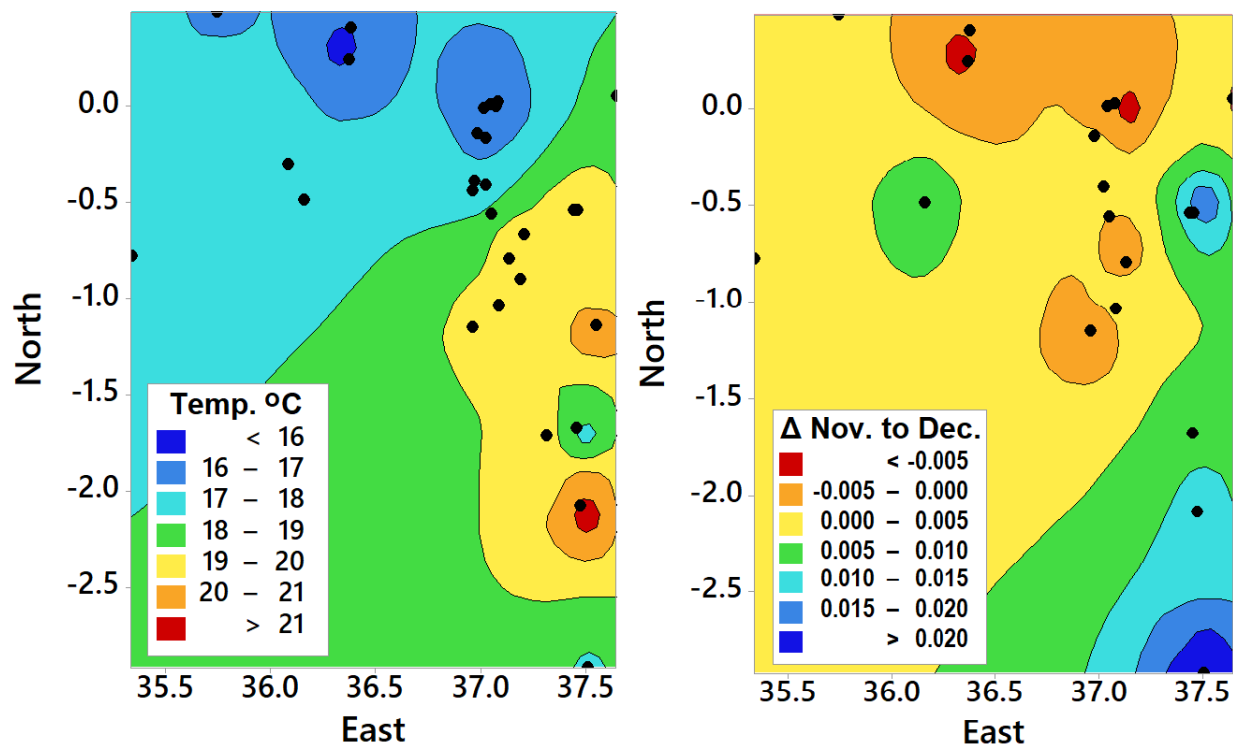 0.0
-0.5
-1.0
-1.5
-2.0
-2.5
North
Temp. ºC
< 16
16 – 17
17 – 18
18 – 19
19 – 20
20 – 21
> 21
35.5 36.0 36.5 37.0 37.5
East
0.0
-0.5
-1.0
-1.5
-2.0
-2.5
North
Δ Nov. to Dec.
< -0.005
-0.005 – 0.000
0.000 – 0.005
0.005 – 0.010
0.010 – 0.015
0.015 – 0.020
> 0.020
35.5 36.0 36.5 37.0 37.5
East